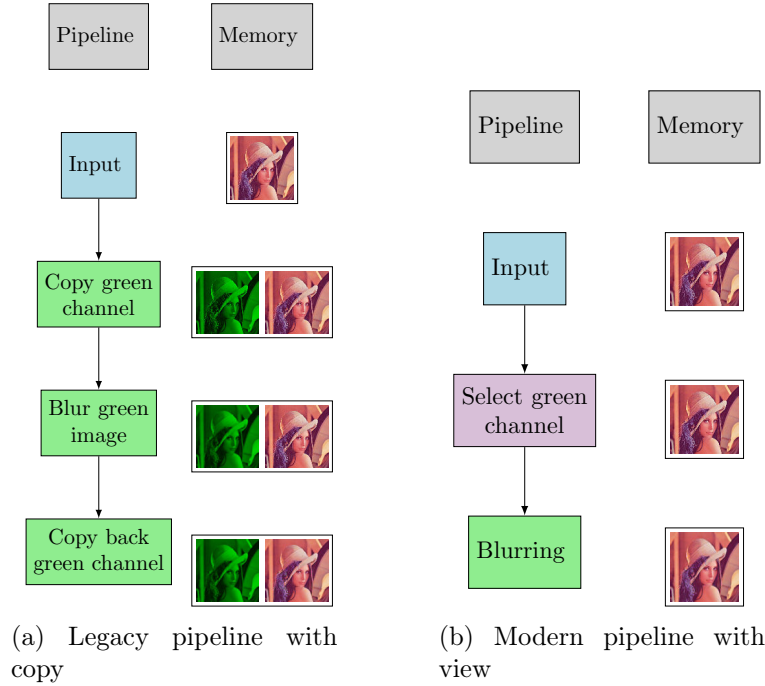 Pipeline
Memory
Input
Copy green
channel
Blur green
image
Copy back
green channel
(a) Legacy pipeline with
copy
Pipeline
Memory
Input
Select green
channel
Blurring
(b) Modern pipeline with
view